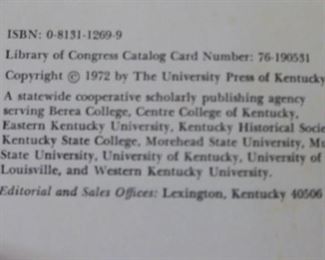 ISBN: 0-8131-1269-9
Library of Congress Catalog Card Number: 76-190531
Copyright © 1972 by The University Press of Kentucky
A statewide cooperative scholarly publishing agency
serving Berea College, Centre College of Kentucky,
Eastern Kentucky University, Kentucky Historical Socie
Kentucky State College, Morehead State University, Mu
State University, University of Kentucky, University of
Louisville, and Western Kentucky University.
Editorial and Sales Offices: Lexington, Kentucky 40506